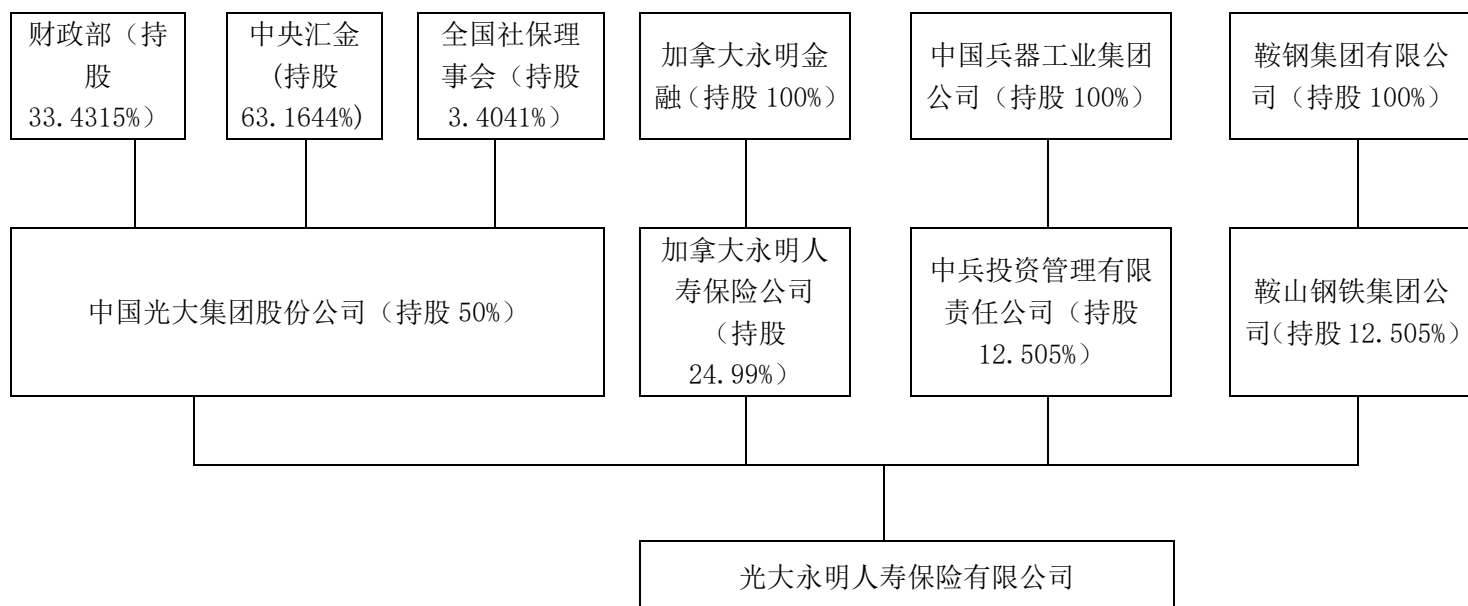 财政部（持
股
33.4315%）
中央汇金
(持股
63.1644%)
全国社保理
事会（持股
3.4041%）
加拿大永明金
融（持股 100%）
中国兵器工业集团
公司（持股 100%）
鞍钢集团有限公
司（持股 100%）
中国光大集团股份公司（持股 50%）
加拿大永明人
寿保险公司
（持股
24.99%）
中兵投资管理有限
责任公司（持股
12.505%）
鞍山钢铁集团公
司(持股 12.505%）
光大永明人寿保险有限公司